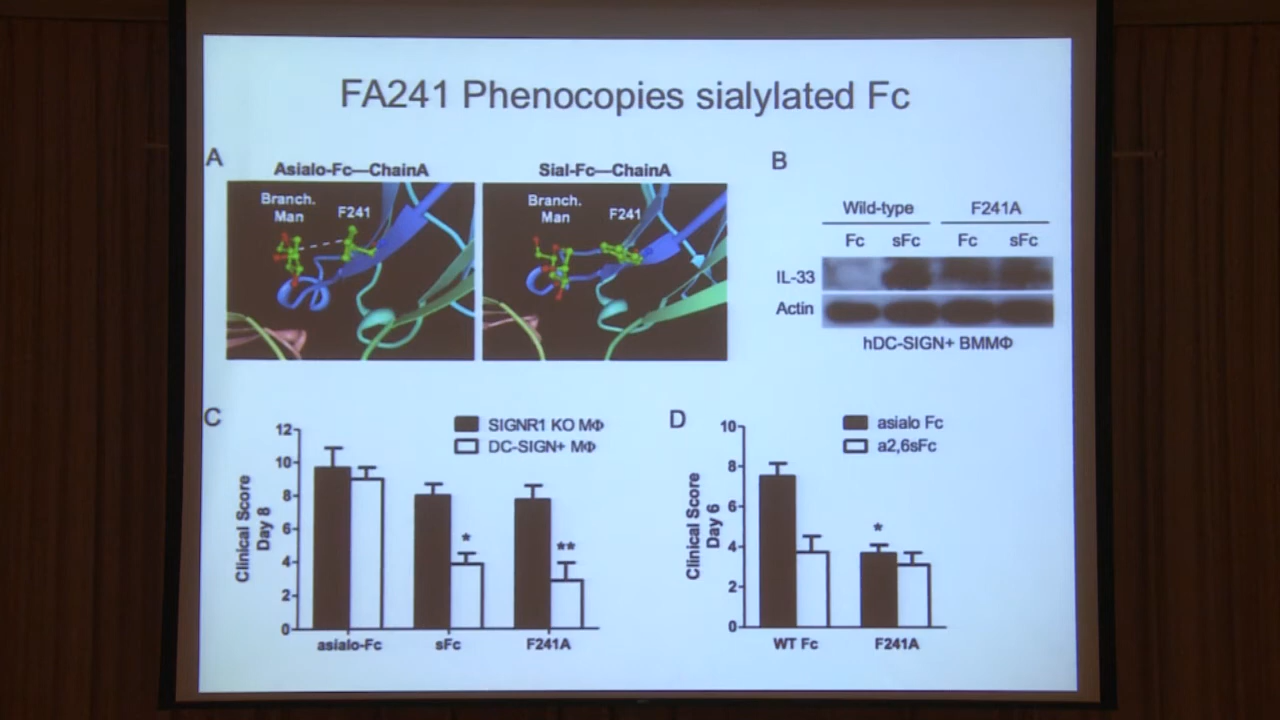 FA241 Phenocopies sialylated Fc
A
Asialo-Fc—ChainA
Branch.
Man
F241
Sial-Fc—ChainA
Branch.
Man
F241
B
Wild-type
F241A
Fc sFc Fc sFc
IL-33
Actin
hDC-SIGN+ BMMΦ
C
SIGNR1 KO MΦ
DC-SIGN+ MΦ
Clinical Score
Day 8
12
10
8
6
4
2
0
*
**
asialo-Fc sFc F241A
D
asialo Fc
a2,6sFc
Clinical Score
Day 6
10
8
6
4
2
0
*
WT Fc F241A